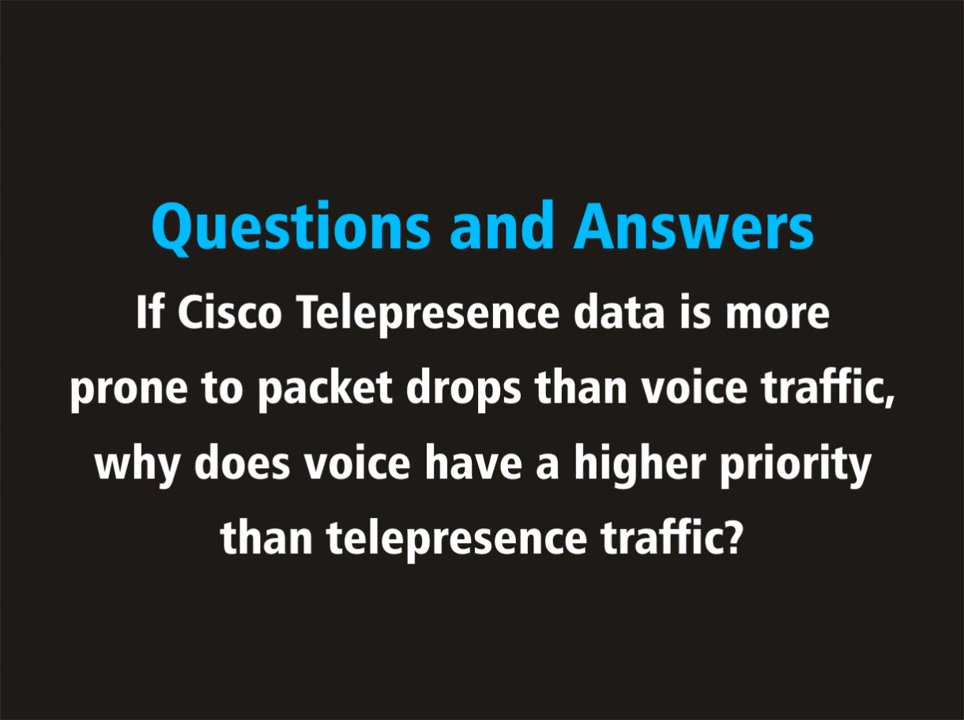 Questions and Answers
If Cisco Telepresence data is more
prone to packet drops than voice traffic,
why does voice have a higher priority
than telepresence traffic?